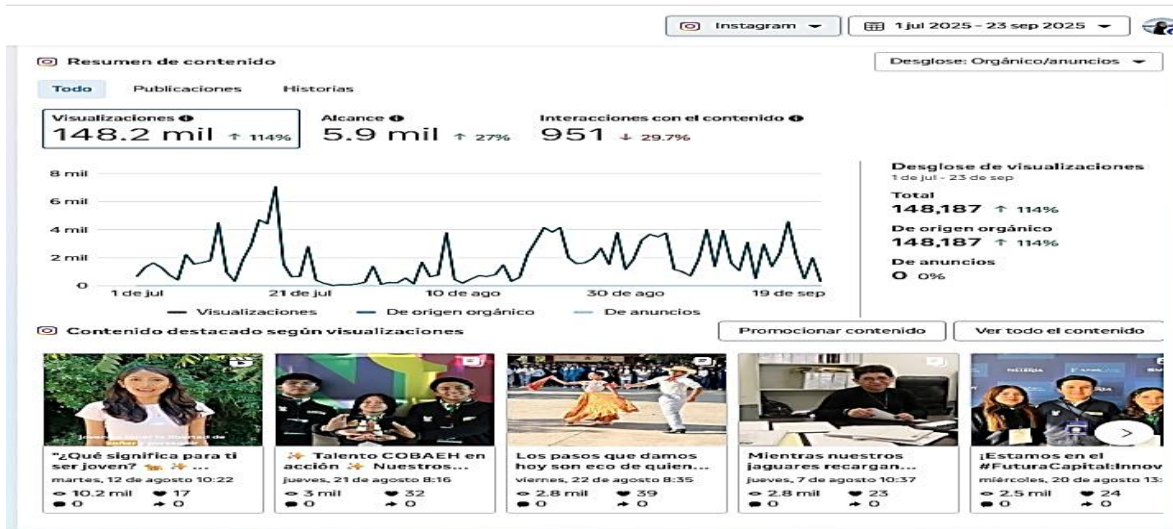 Instagram
1 jul 2025 - 23 sep 2025
Resumen de contenido
Desglose: Orgánico/anuncios
Todo Publicaciones Historias
Visualizaciones Alcance Interacciones con el contenido
148.2 mil ↑ 114% 5.9 mil ↑ 27% 951 ↓ 29.7%
8 mil
6 mil
4 mil
2 mil
0
1 de jul 21 de jul 10 de ago 30 de ago 19 de sep
Visualizaciones De origen orgánico De anuncios
Desglose de visualizaciones
1 de jul - 23 de sep
Total
148,187 ↑ 114%
De origen orgánico
148,187 ↑ 114%
De anuncios
0 0%
Contenido destacado según visualizaciones
Promocionar contenido Ver todo el contenido
"¿Qué significa para ti
ser joven? ...
martes, 12 de agosto 10:22
10.2 mil 17
0 0
Talento COBAEH en
acción Nuestros...
jueves, 21 de agosto 8:16
3 mil 32
0 0
Los pasos que damos
hoy son eco de quien...
viernes, 22 de agosto 8:35
2.8 mil 39
0 0
Mientras nuestros
jaguares recargan...
jueves, 7 de agosto 10:37
2.8 mil 23
0 0
¡Estamos en el
#FuturaCapital:Innov
miércoles, 20 de agosto 13:
2.5 mil 24
0 0